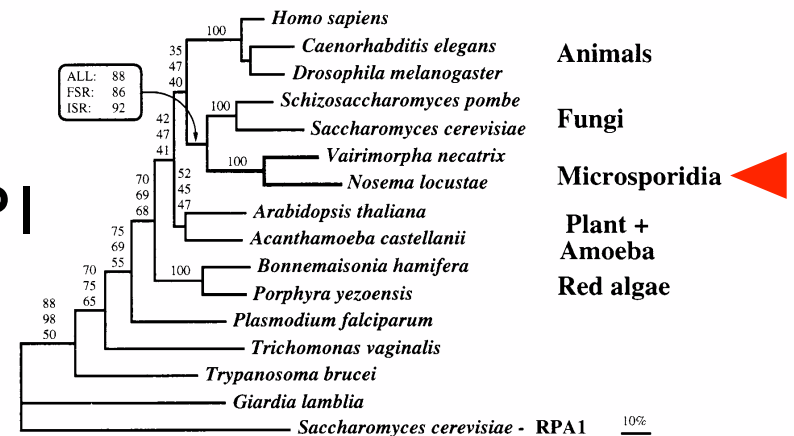 Homo sapiens
100
35
47
40
Caenorhabditis elegans
Animals
Drosophila melanogaster
ALL: 88
FSR: 86
ISR: 92
100
Schizosaccharomyces pombe
Fungi
Saccharomyces cerevisiae
42
47
41
100
Vairimorpha necatrix
Microsporidia
Nosema locustae
52
45
47
70
69
68
Arabidopsis thaliana
Plant +
Amoeba
Acanthamoeba castellanii
75
69
55
100
Bonnemaisonia hamifera
Red algae
Porphyra yezoensis
70
75
65
Plasmodium falciparum
88
98
50
Trichomonas vaginalis
Trypanosoma brucei
Giardia lamblia
Saccharomyces cerevisiae - RPA1
10%